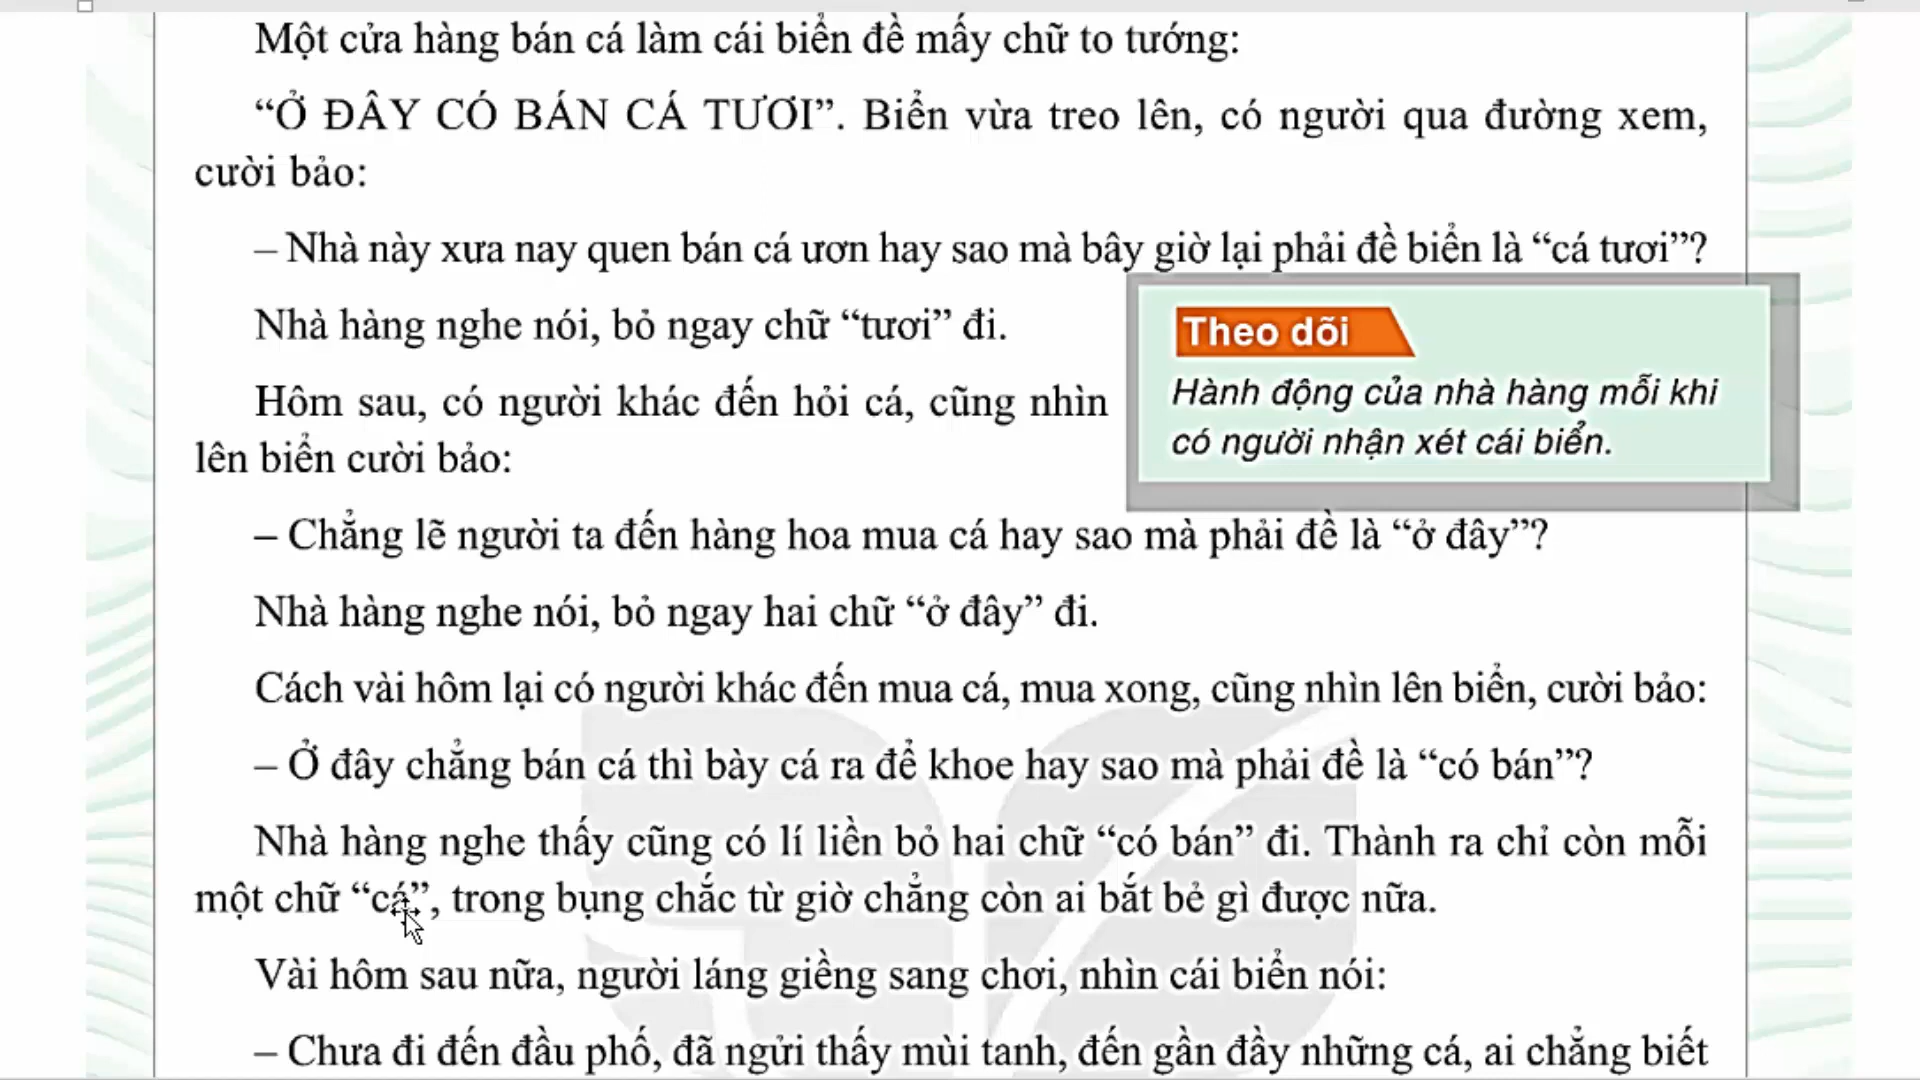 Một cửa hàng bán cá làm cái biển đề mấy chữ to tướng:
“Ở ĐÂY CÓ BÁN CÁ TƯƠI”. Biển vừa treo lên, có người qua đường xem,
cười bảo:
– Nhà này xưa nay quen bán cá ươn hay sao mà bây giờ lại phải đề biển là “cá tươi”?
Nhà hàng nghe nói, bỏ ngay chữ “tươi” đi.
Hôm sau, có người khác đến hỏi cá, cũng nhìn
lên biển cười bảo:
Theo dõi
Hành động của nhà hàng mỗi khi
có người nhận xét cái biển.
– Chẳng lẽ người ta đến hàng hoa mua cá hay sao mà phải đề là “ở đây”?
Nhà hàng nghe nói, bỏ ngay hai chữ “ở đây” đi.
Cách vài hôm lại có người khác đến mua cá, mua xong, cũng nhìn lên biển, cười bảo:
– Ở đây chẳng bán cá thì bày cá ra để khoe hay sao mà phải đề là “có bán”?
Nhà hàng nghe thấy cũng có lí liền bỏ hai chữ “có bán” đi. Thành ra chỉ còn mỗi
một chữ “cá”, trong bụng chắc từ giờ chẳng còn ai bắt bẻ gì được nữa.
Vài hôm sau nữa, người láng giềng sang chơi, nhìn cái biển nói:
– Chưa đi đến đầu phố, đã ngửi thấy mùi tanh, đến gần đầy những cá, ai chẳng biết